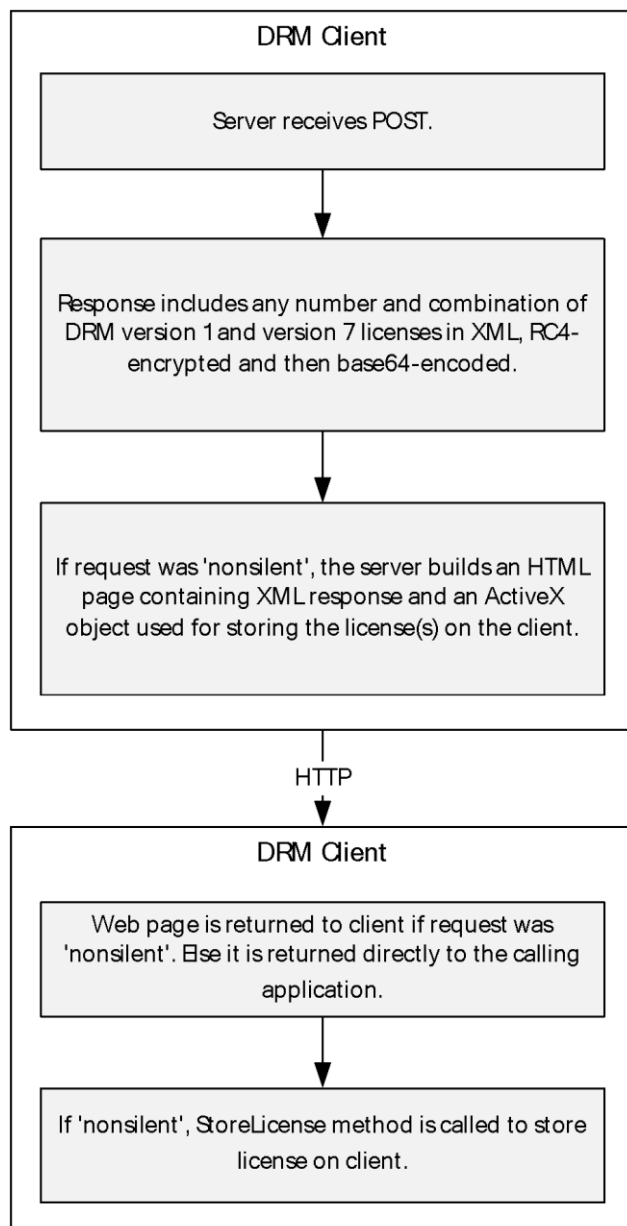 DRM Client
Server receives POST.
Response includes any number and combination of
DRM version 1 and version 7 licenses in XML, RC4-
encrypted and then base64-encoded.
If request was 'nonsilent', the server builds an HTML
page containing XML response and an ActiveX
object used for storing the license(s) on the client.
HTTP
DRM Client
Web page is returned to client if request was
'nonsilent'. Else it is returned directly to the calling
application.
If 'nonsilent', StoreLicense method is called to store
license on client.